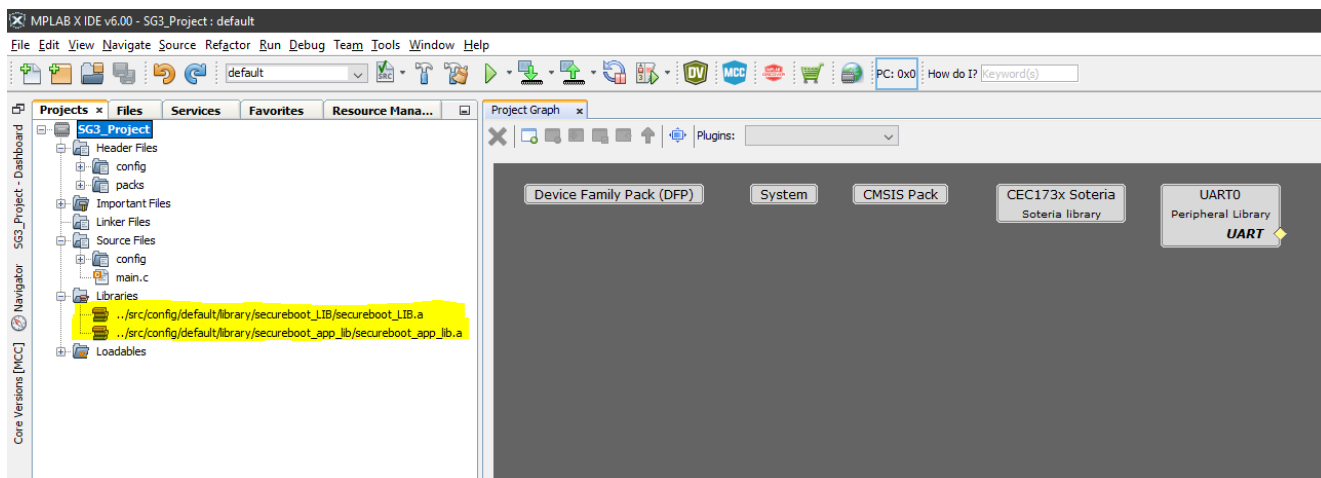 MPLAB X IDE v6.00 - SG3_Project : default
File Edit View Navigate Source Refactor Run Debug Team Tools Window Help
default SRC DV MCC PC: 0x0 How do I? Keyword(s)
Projects × Files Services Favorites Resource Mana...
Project Graph ×
Plugins:
SG3_Project
Header Files
config
packs
Important Files
Linker Files
Source Files
config
main.c
Libraries
../src/config/default/library/secureboot_LIB/secureboot_LIB.a
../src/config/default/library/secureboot_app_lib/secureboot_app_lib.a
Loadables
SG3_Project - Dashboard
Navigator
Core Versions [MCC]
Device Family Pack (DFP)
System
CMSIS Pack
CEC173x Soteria
Soteria library
UART0
Peripheral Library
UART